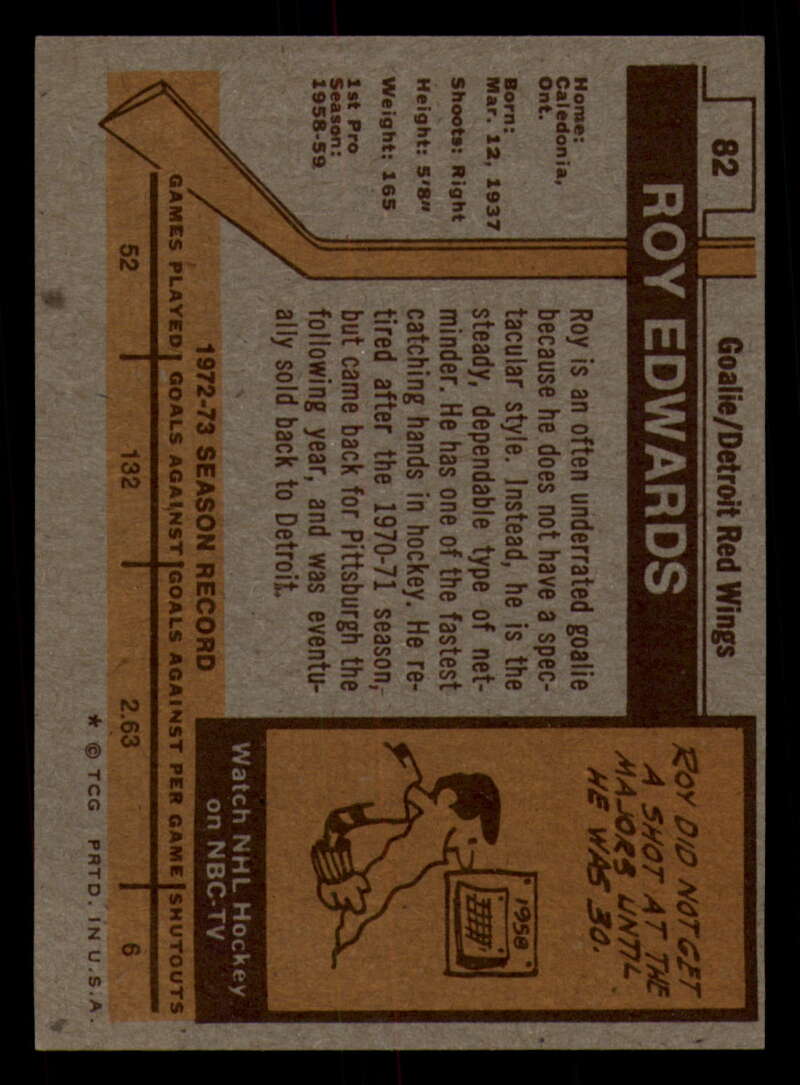 82
Goalie/Detroit Red Wings
ROY EDWARDS
Home:
Caledonia,
Ont.
Born:
Mar. 12, 1937
Shoots: Right
Height: 5'8"
Weight: 165
1st Pro
Season:
1958-59
Roy is an often underrated goalie
because he does not have a spec-
tacular style. Instead, he is the
steady, dependable type of net-
minder. He has one of the fastest
catching hands in hockey. He re-
tired after the 1970-71 season,
but came back for Pittsburgh the
following year, and was eventu-
ally sold back to Detroit.
ROY DID NOT GET
A SHOT AT THE
MAJORS UNTIL
HE WAS 30.
1958
Watch NHL Hockey
on NBC-TV
1972-73 SEASON RECORD
GAMES PLAYED GOALS AGAINST GOALS AGAINST PER GAME SHUTOUTS
52 132 2.63 6
* © TCG PRTD. IN U.S.A.